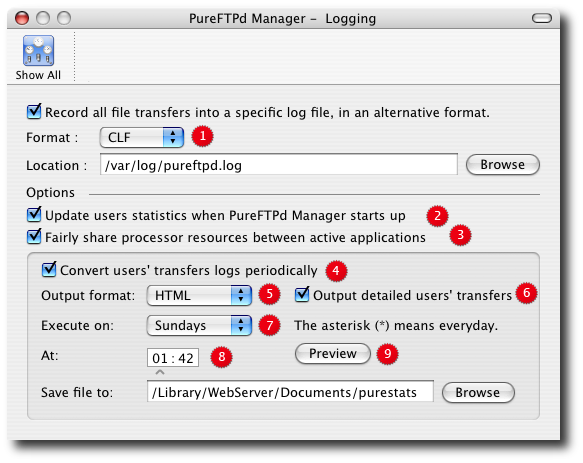 PureFTPd Manager – Logging
Show All
Record all file transfers into a specific log file, in an alternative format.
Format : CLF 1
Location : /var/log/pureftpd.log Browse
Options
Update users statistics when PureFTPd Manager starts up 2
Fairly share processor resources between active applications 3
Convert users' transfers logs periodically 4
Output format: HTML 5 Output detailed users' transfers 6
Execute on: Sundays 7 The asterisk (*) means everyday.
At: 01 : 42 8 Preview 9
Save file to: /Library/WebServer/Documents/purestats Browse